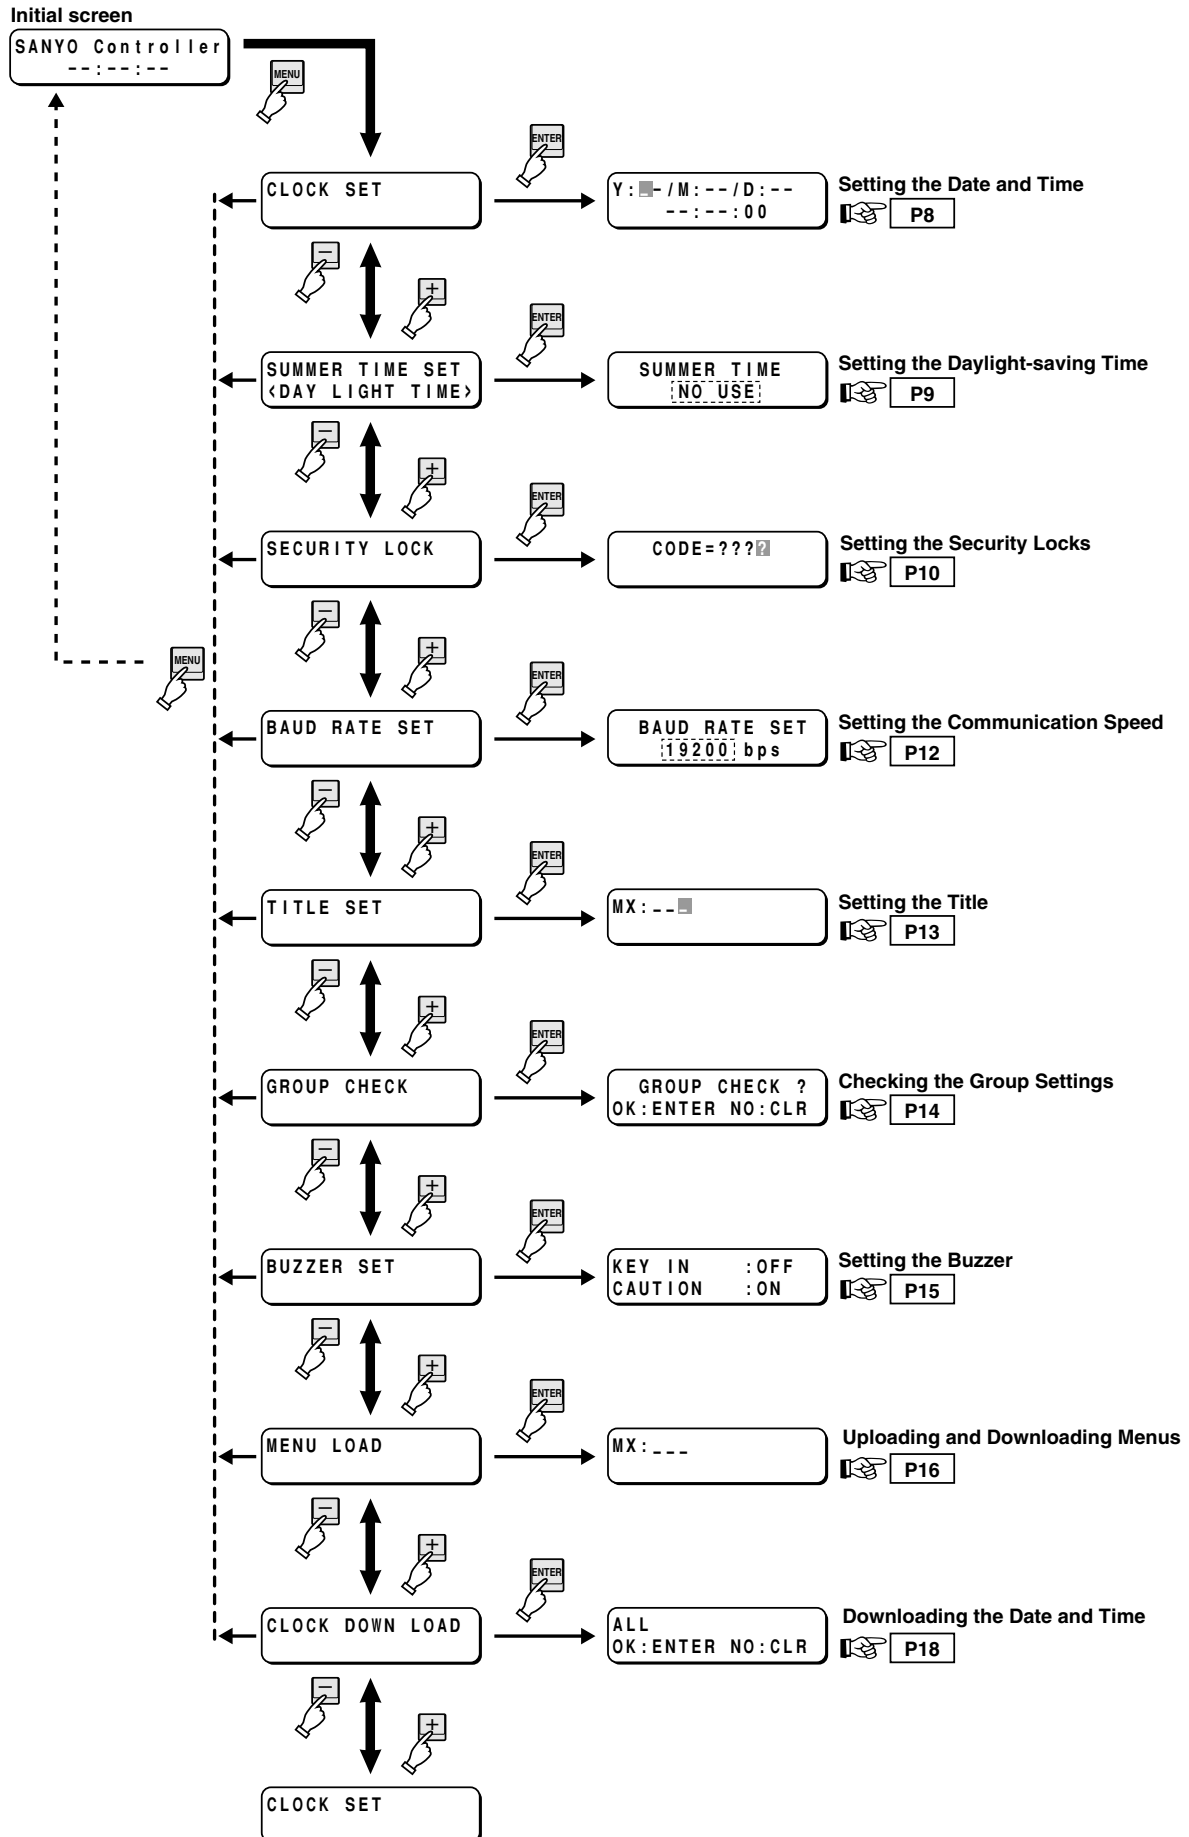 Initial screen
SANYO Controller
--:--:--
MENU
ENTER
CLOCK SET
Y:_-/M:--/D:--
--:--:00
Setting the Date and Time
P8
−
+
ENTER
SUMMER TIME SET
<DAY LIGHT TIME>
SUMMER TIME
NO USE
Setting the Daylight-saving Time
P9
−
+
ENTER
SECURITY LOCK
CODE=????
Setting the Security Locks
P10
−
+
MENU
ENTER
BAUD RATE SET
BAUD RATE SET
19200 bps
Setting the Communication Speed
P12
−
+
ENTER
TITLE SET
MX:--_
Setting the Title
P13
−
+
ENTER
GROUP CHECK
GROUP CHECK ?
OK:ENTER NO:CLR
Checking the Group Settings
P14
−
+
ENTER
BUZZER SET
KEY IN :OFF
CAUTION :ON
Setting the Buzzer
P15
−
+
ENTER
MENU LOAD
MX:___
Uploading and Downloading Menus
P16
−
+
ENTER
CLOCK DOWN LOAD
ALL
OK:ENTER NO:CLR
Downloading the Date and Time
P18
−
+
CLOCK SET